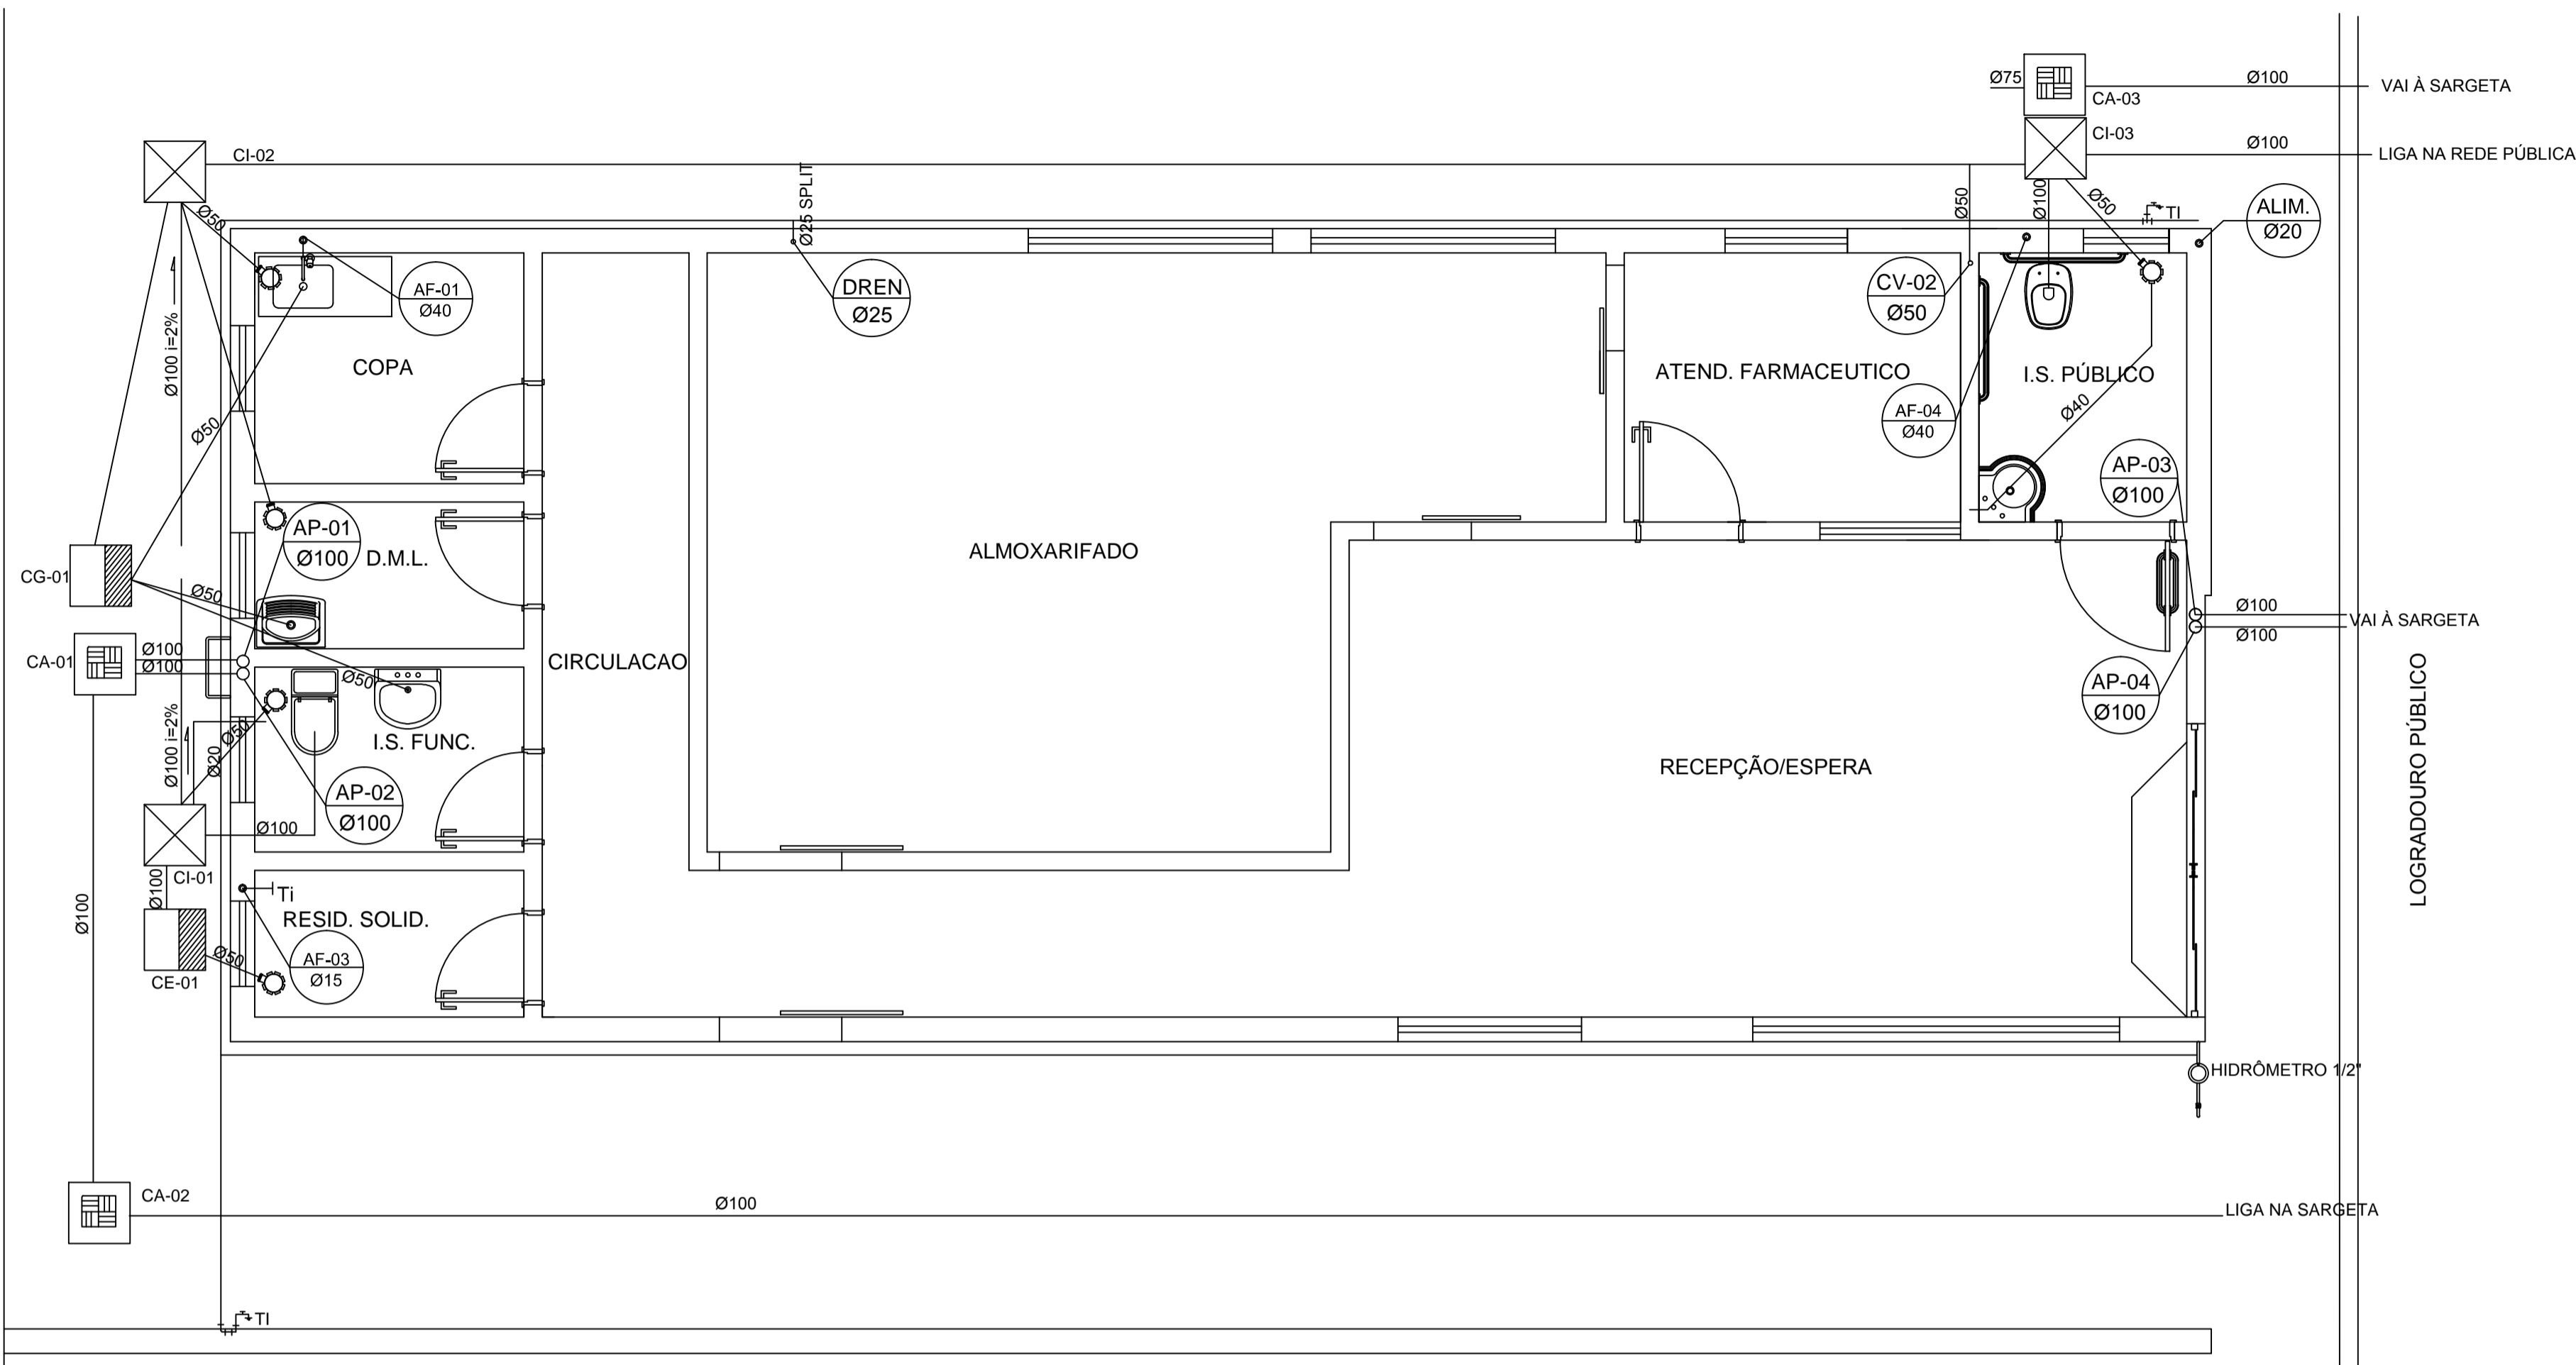 Ø75
Ø100
VAI À SARGETA
CA-03
CI-03
Ø100
LIGA NA REDE PÚBLICA
CI-02
Ø25 SPLIT
Ø50
Ø100
Ø50
TI
ALIM.
Ø20
Ø50
AF-01
Ø40
DREN
Ø25
CV-02
Ø50
Ø100 i=2%
COPA
ATEND. FARMACEUTICO
I.S. PÚBLICO
Ø50
AF-04
Ø40
Ø40
AP-03
Ø100
AP-01
Ø100
D.M.L.
ALMOXARIFADO
CG-01
Ø50
Ø100
VAI À SARGETA
Ø100
CA-01
Ø100
Ø100
CIRCULACAO
Ø50
AP-04
Ø100
LOGRADOURO PÚBLICO
Ø100 i=2%
Ø20
Ø50
I.S. FUNC.
RECEPÇÃO/ESPERA
AP-02
Ø100
Ø100
CI-01
Ø100
Ø100
Ti
RESID. SOLID.
AF-03
Ø15
Ø50
CE-01
HIDRÔMETRO 1/2"
CA-02
Ø100
LIGA NA SARGETA
TI